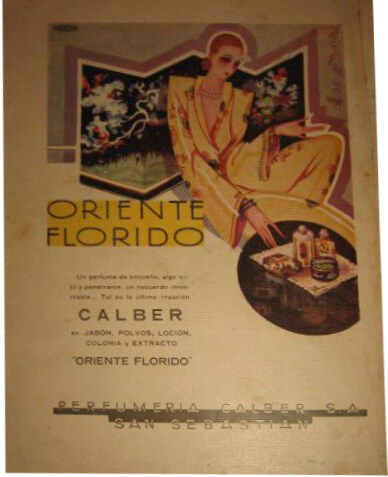 ORIENTE
FLORIDO
Un perfume de ensueño, algo su-
til y penetrante, un recuerdo imbo-
rrable... Tal es la última creación
CALBER
en JABÓN, POLVOS, LOCIÓN,
COLONIA y EXTRACTO
"ORIENTE FLORIDO"
PERFUMERIA CALBER S.A.
SAN SEBASTIAN